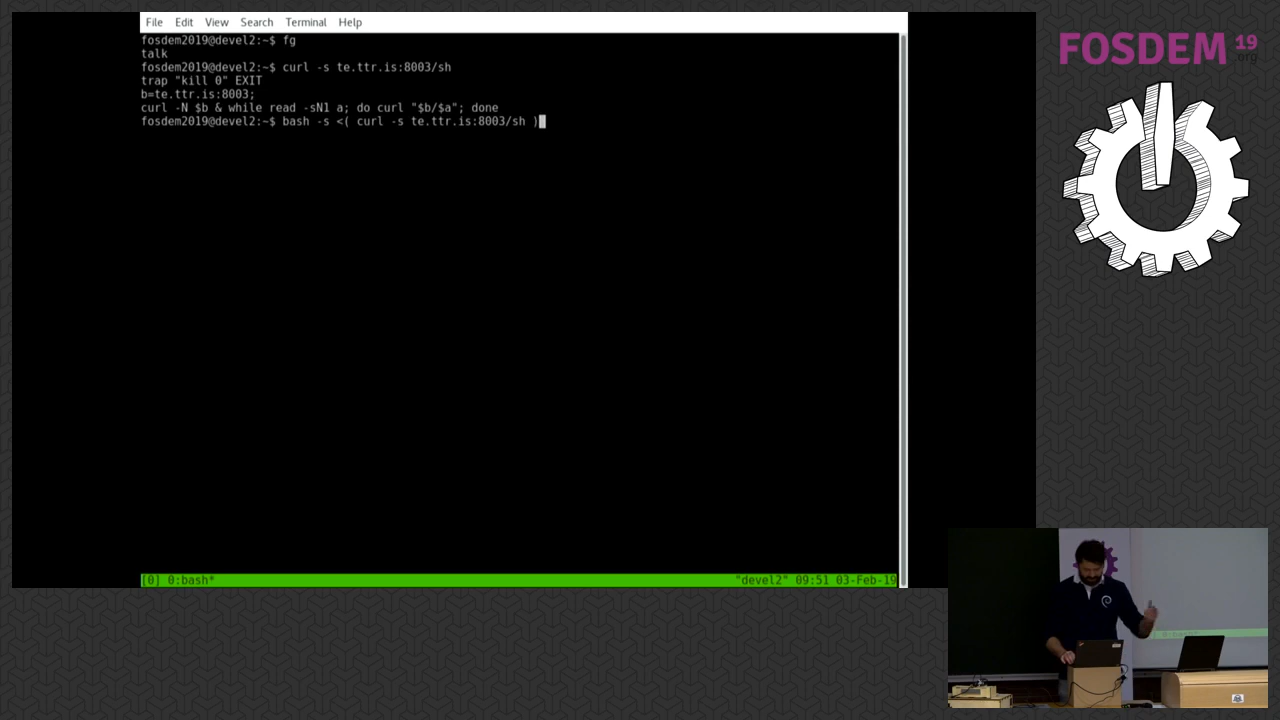 File Edit View Search Terminal Help
fosdem2019@devel2:~$ fg
talk
fosdem2019@devel2:~$ curl -s te.ttr.is:8003/sh
trap "kill 0" EXIT
b=te.ttr.is:8003;
curl -N $b & while read -sN1 a; do curl "$b/$a"; done
fosdem2019@devel2:~$ bash -s <( curl -s te.ttr.is:8003/sh )
[0] 0:bash* "devel2" 09:51 03-Feb-19
FOSDEM 19
.org